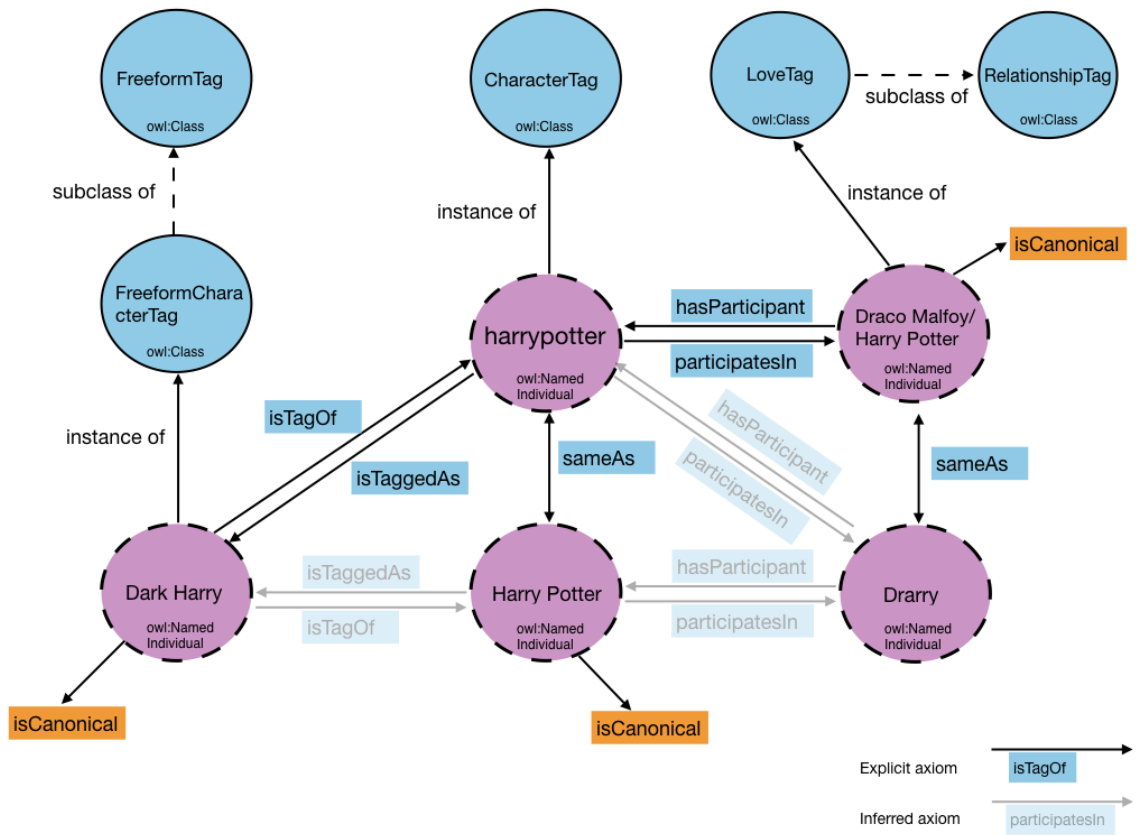 FreeformTag
owl:Class
CharacterTag
owl:Class
LoveTag
owl:Class
subclass of
RelationshipTag
owl:Class
subclass of
instance of
instance of
isCanonical
FreeformChara
cterTag
owl:Class
harrypotter
owl:Named
Individual
hasParticipant
participatesIn
Draco Malfoy/
Harry Potter
owl:Named
Individual
instance of
isTagOf
isTaggedAs
sameAs
hasParticipant
participatesIn
sameAs
Dark Harry
owl:Named
Individual
isTaggedAs
isTagOf
Harry Potter
owl:Named
Individual
hasParticipant
participatesIn
Drarry
owl:Named
Individual
isCanonical
isCanonical
Explicit axiom
isTagOf
Inferred axiom
participatesIn